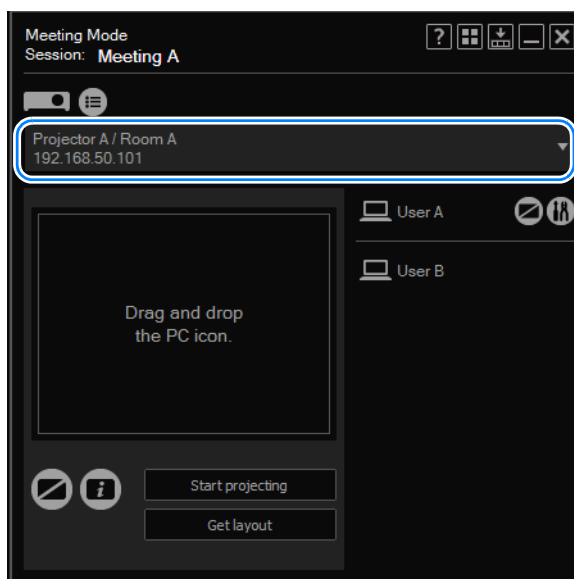 Meeting Mode
Session: Meeting A
?
Projector A / Room A
192.168.50.101
User A
User B
Drag and drop
the PC icon.
i
Start projecting
Get layout